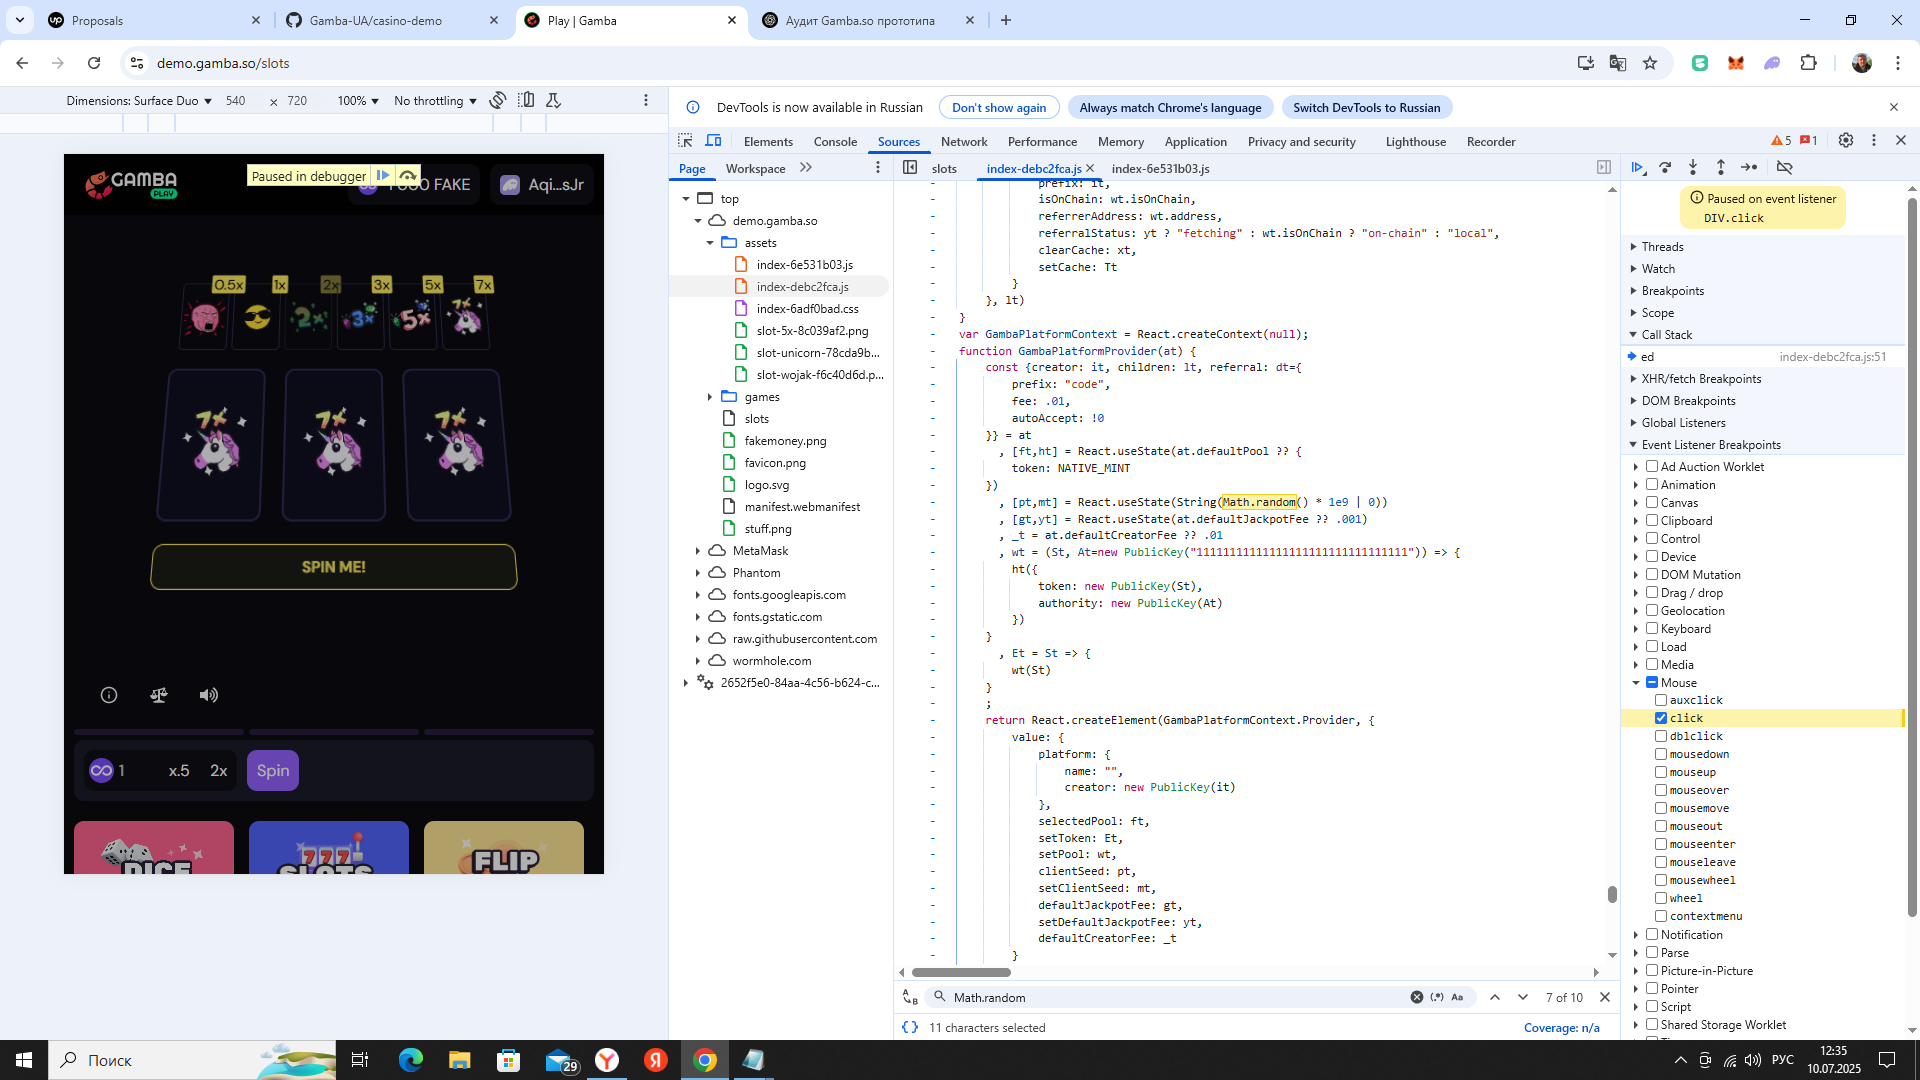 Proposals
Gamba-UA/casino-demo
Play | Gamba
Аудит Gamba.so прототипа
demo.gamba.so/slots
Dimensions: Surface Duo
540
×
720
100%
No throttling
DevTools is now available in Russian
Don't show again
Always match Chrome's language
Switch DevTools to Russian
Elements
Console
Sources
Network
Performance
Memory
Application
Privacy and security
Lighthouse
Recorder
5
1
Page
Workspace
slots
index-debc2fca.js
index-6e531b03.js
GAMBA
PLAY
Paused in debugger
FAKE
Aqi...sJr
0.5x
1x
2x
3x
5x
7x
2x
3x
5x
7x
7x
7x
7x
SPIN ME!
1
x.5
2x
Spin
DICE
777
SLOTS
FLIP
top
demo.gamba.so
assets
index-6e531b03.js
index-debc2fca.js
index-6adf0bad.css
slot-5x-8c039af2.png
slot-unicorn-78cda9b...
slot-wojak-f6c40d6d.p...
games
slots
fakemoney.png
favicon.png
logo.svg
manifest.webmanifest
stuff.png
MetaMask
Phantom
fonts.googleapis.com
fonts.gstatic.com
raw.githubusercontent.com
wormhole.com
2652f5e0-84aa-4c56-b624-c...
prefix: it,
isOnChain: wt.isOnChain,
referrerAddress: wt.address,
referralStatus: yt ? "fetching" : wt.isOnChain ? "on-chain" : "local",
clearCache: xt,
setCache: Tt
}
}, lt)
}
var GambaPlatformContext = React.createContext(null);
function GambaPlatformProvider(at) {
const {creator: it, children: lt, referral: dt={
prefix: "code",
fee: .01,
autoAccept: !0
}} = at
, [ft,ht] = React.useState(at.defaultPool ?? {
token: NATIVE_MINT
})
, [pt,mt] = React.useState(String(Math.random() * 1e9 | 0))
, [gt,yt] = React.useState(at.defaultJackpotFee ?? .001)
, _t = at.defaultCreatorFee ?? .01
, wt = (St, At=new PublicKey("11111111111111111111111111111111")) => {
ht({
token: new PublicKey(St),
authority: new PublicKey(At)
})
}
, Et = St => {
wt(St)
}
;
return React.createElement(GambaPlatformContext.Provider, {
value: {
platform: {
name: "",
creator: new PublicKey(it)
},
selectedPool: ft,
setToken: Et,
setPool: wt,
clientSeed: pt,
setClientSeed: mt,
defaultJackpotFee: gt,
setDefaultJackpotFee: yt,
defaultCreatorFee: _t
}
Math.random
(.*)
Aa
7 of 10
{}
11 characters selected
Coverage: n/a
Paused on event listener
DIV.click
Threads
Watch
Breakpoints
Scope
Call Stack
ed
index-debc2fca.js:51
XHR/fetch Breakpoints
DOM Breakpoints
Global Listeners
Event Listener Breakpoints
Ad Auction Worklet
Animation
Canvas
Clipboard
Control
Device
DOM Mutation
Drag / drop
Geolocation
Keyboard
Load
Media
Mouse
auxclick
click
dblclick
mousedown
mouseup
mouseover
mousemove
mouseout
mouseenter
mouseleave
mousewheel
wheel
contextmenu
Notification
Parse
Picture-in-Picture
Pointer
Script
Shared Storage Worklet
Поиск
29
РУС
12:35
10.07.2025